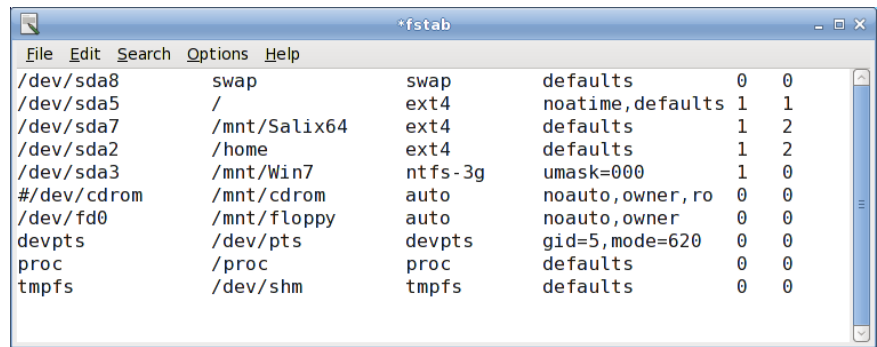 *fstab
File Edit Search Options Help
/dev/sda8 swap swap defaults 0 0
/dev/sda5 / ext4 noatime,defaults 1 1
/dev/sda7 /mnt/Salix64 ext4 defaults 1 2
/dev/sda2 /home ext4 defaults 1 2
/dev/sda3 /mnt/Win7 ntfs-3g umask=000 1 0
#/dev/cdrom /mnt/cdrom auto noauto,owner,ro 0 0
/dev/fd0 /mnt/floppy auto noauto,owner 0 0
devpts /dev/pts devpts gid=5,mode=620 0 0
proc /proc proc defaults 0 0
tmpfs /dev/shm tmpfs defaults 0 0